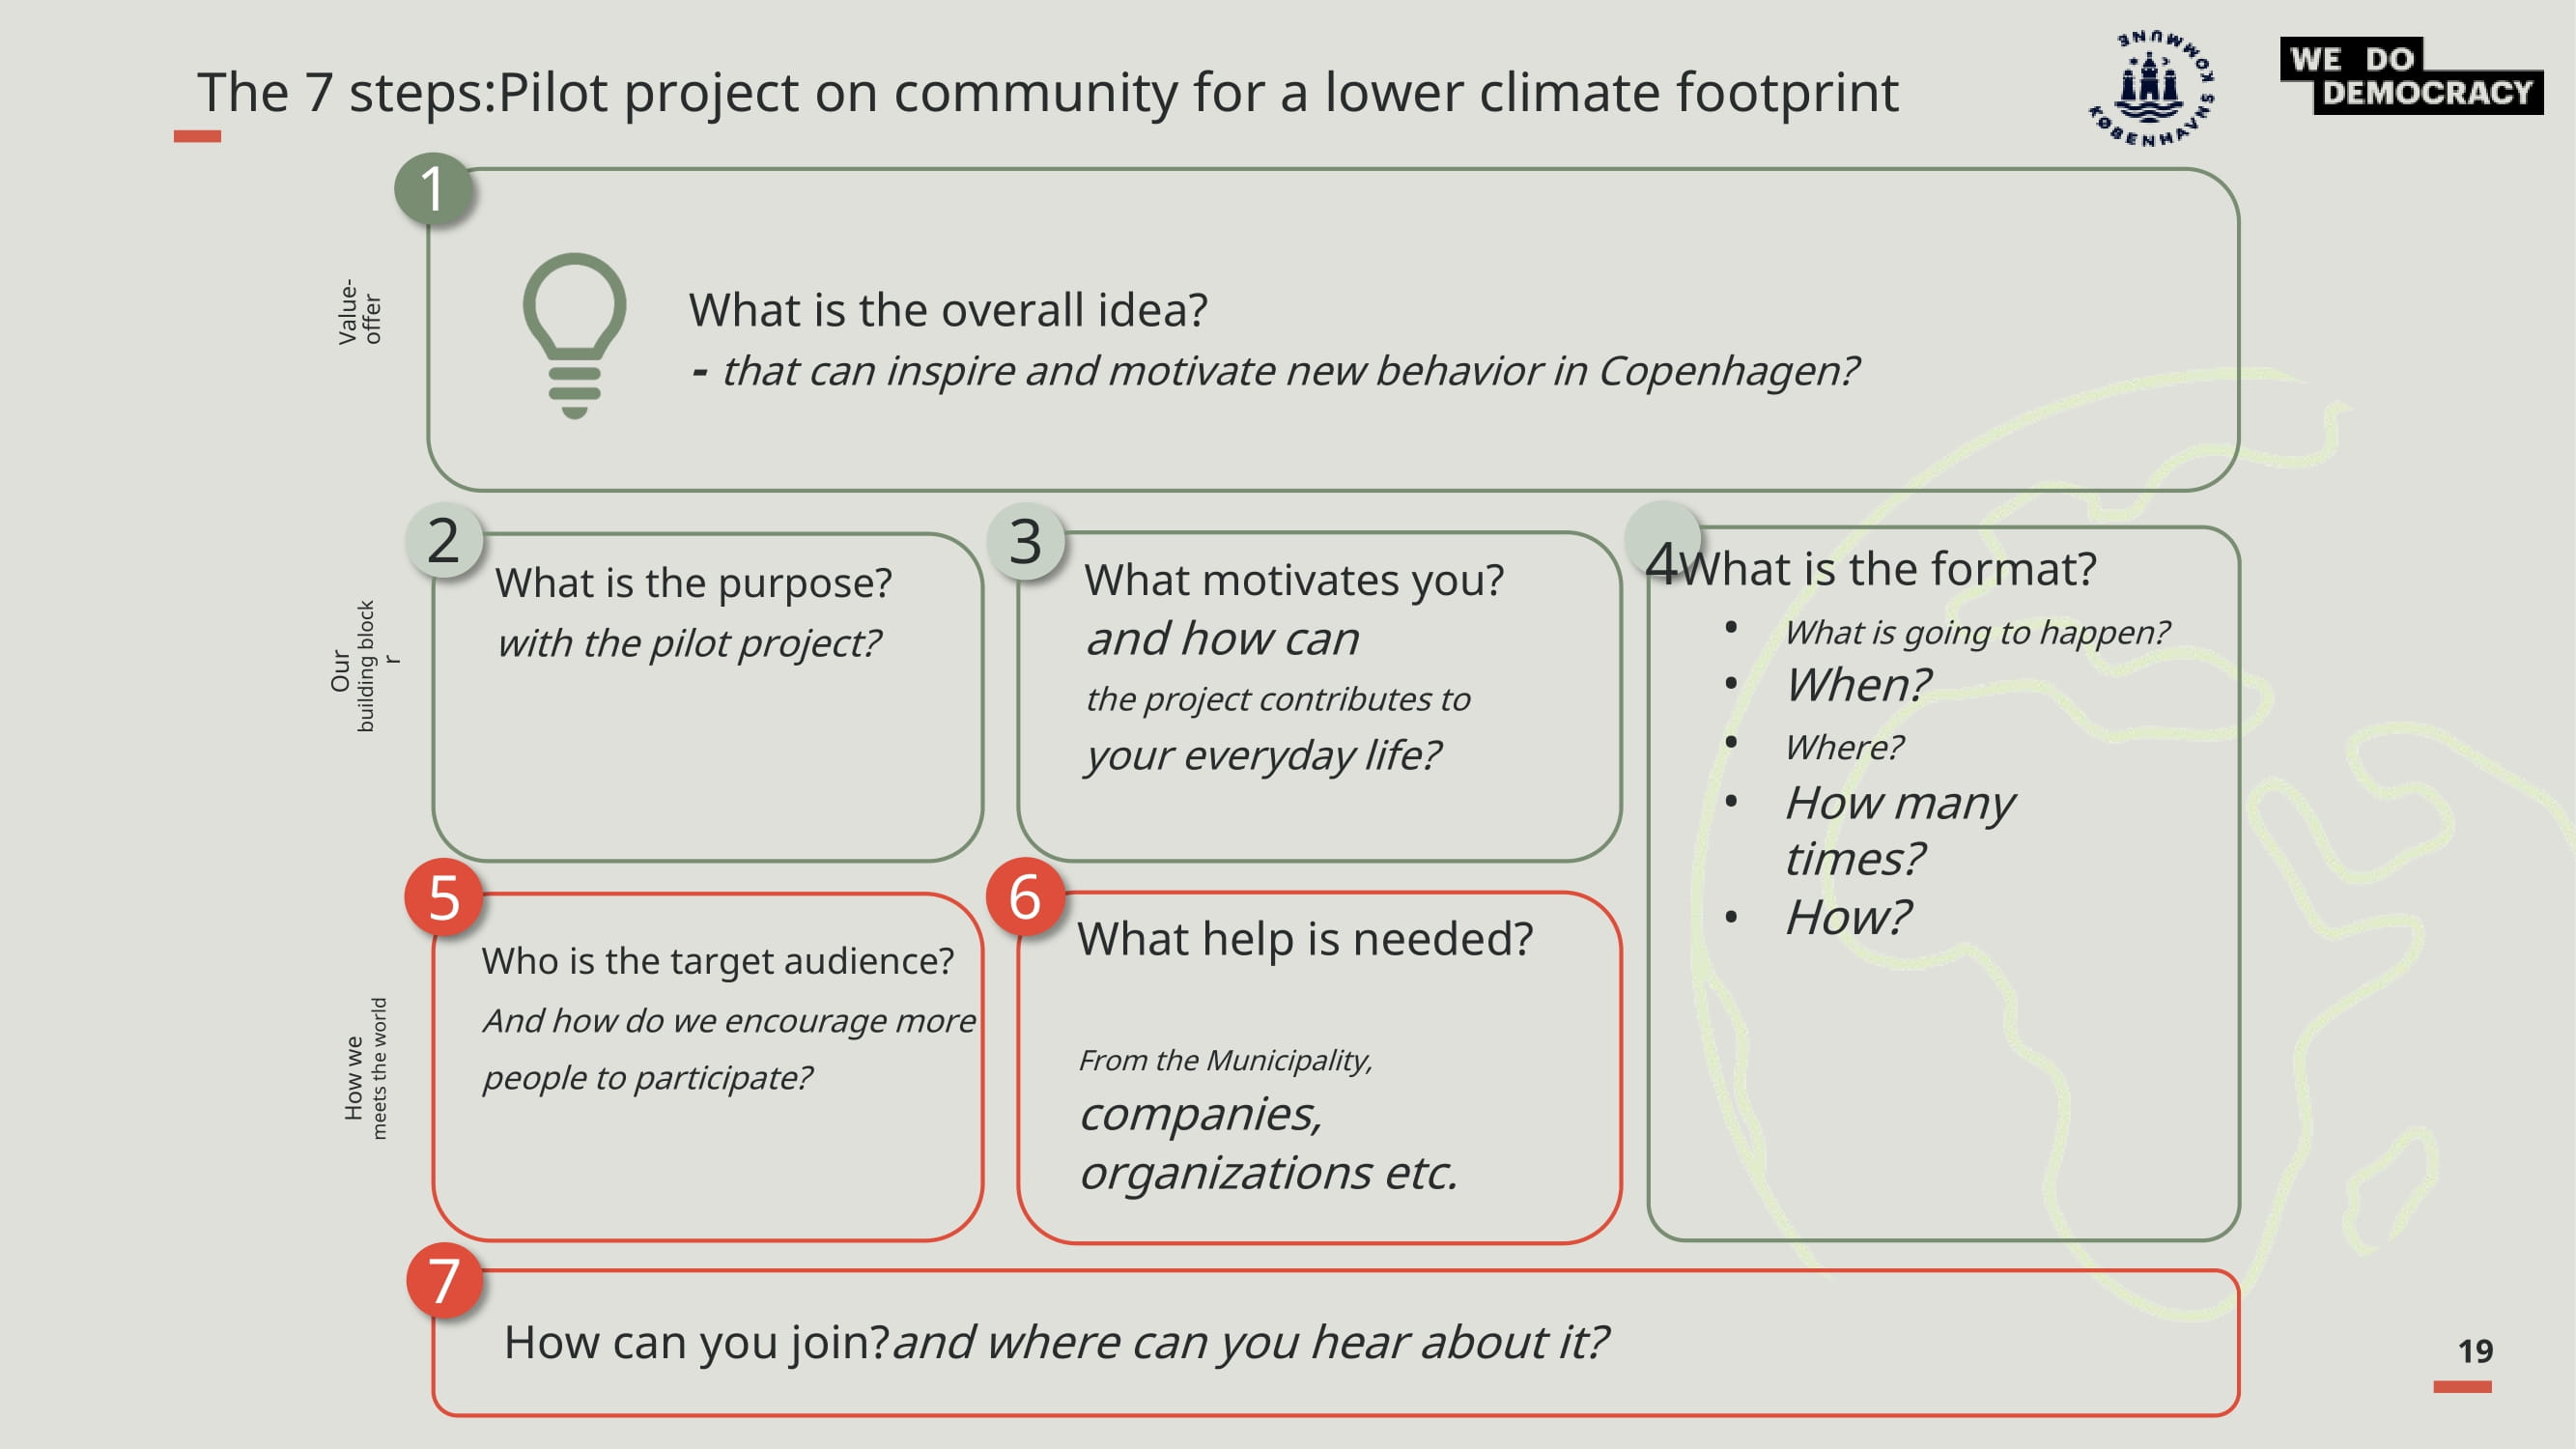 The 7 steps:Pilot project on community for a lower climate footprint
KØBENHAVNS KOMMUNE
WE DO
DEMOCRACY
1
Value-
offer
What is the overall idea?
- that can inspire and motivate new behavior in Copenhagen?
2
What is the purpose?
with the pilot project?
3
What motivates you?
and how can
the project contributes to
your everyday life?
4
What is the format?
• What is going to happen?
• When?
• Where?
• How many
times?
• How?
Our
building block
r
5
Who is the target audience?
And how do we encourage more
people to participate?
6
What help is needed?
From the Municipality,
companies,
organizations etc.
How we
meets the world
7
How can you join?and where can you hear about it?
19